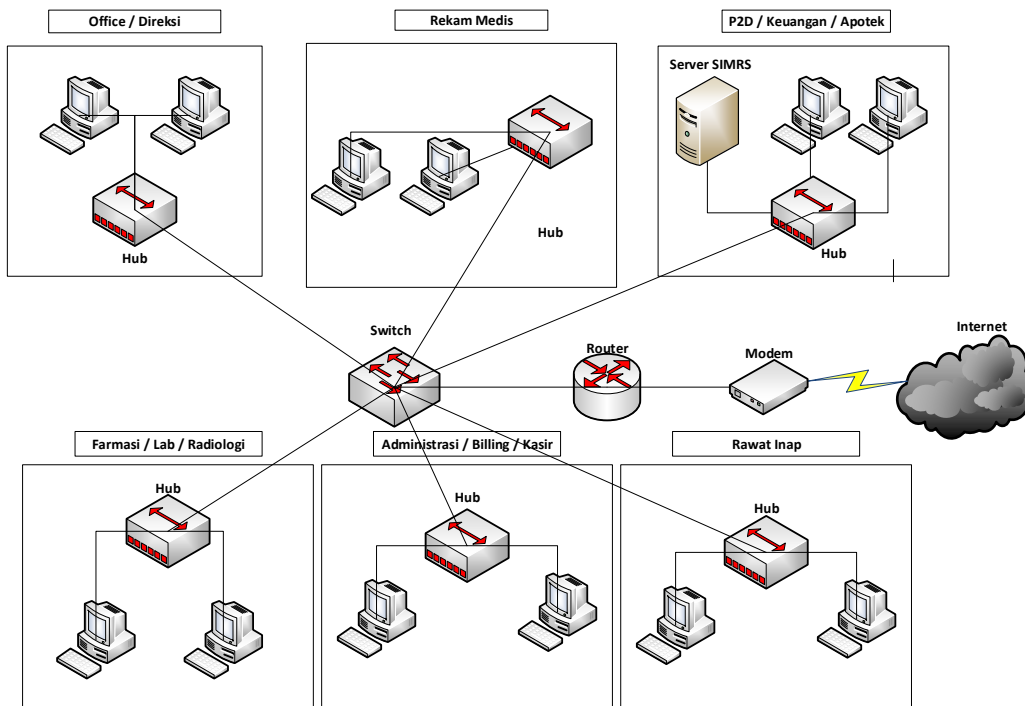 Office / Direksi
Rekam Medis
P2D / Keuangan / Apotek
Server SIMRS
Hub
Hub
Hub
Switch
Router
Modem
Internet
Farmasi / Lab / Radiologi
Administrasi / Billing / Kasir
Rawat Inap
Hub
Hub
Hub